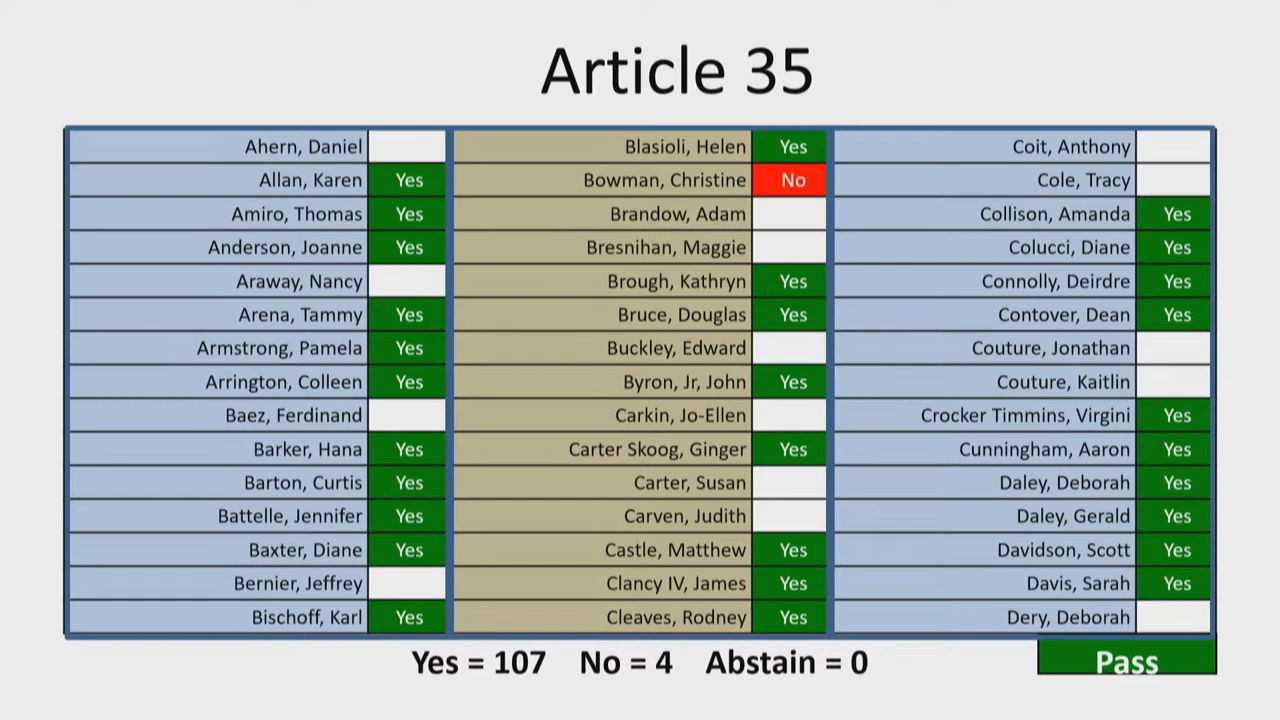 Article 35
Ahern, Daniel
Allan, Karen Yes
Amiro, Thomas Yes
Anderson, Joanne Yes
Araway, Nancy
Arena, Tammy Yes
Armstrong, Pamela Yes
Arrington, Colleen Yes
Baez, Ferdinand
Barker, Hana Yes
Barton, Curtis Yes
Battelle, Jennifer Yes
Baxter, Diane Yes
Bernier, Jeffrey
Bischoff, Karl Yes
Blasioli, Helen Yes
Bowman, Christine No
Brandow, Adam
Bresnihan, Maggie
Brough, Kathryn Yes
Bruce, Douglas Yes
Buckley, Edward
Byron, Jr, John Yes
Carkin, Jo-Ellen
Carter Skoog, Ginger Yes
Carter, Susan
Carven, Judith
Castle, Matthew Yes
Clancy IV, James Yes
Cleaves, Rodney Yes
Coit, Anthony
Cole, Tracy
Collison, Amanda Yes
Colucci, Diane Yes
Connolly, Deirdre Yes
Contover, Dean Yes
Couture, Jonathan
Couture, Kaitlin
Crocker Timmins, Virgini Yes
Cunningham, Aaron Yes
Daley, Deborah Yes
Daley, Gerald Yes
Davidson, Scott Yes
Davis, Sarah Yes
Dery, Deborah
Yes = 107 No = 4 Abstain = 0
Pass